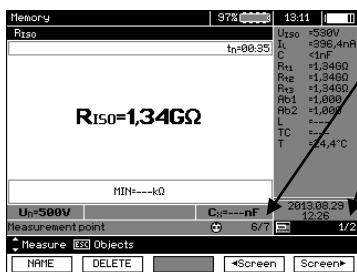 Memory 97% 13:11
RISO
tn=00:35
RISO=1,34GΩ
MIN=---kΩ
Un=500V Cx=---nF
UISO =530V
IL =396,4nA
C <1nF
Rt1 =1,34GΩ
Rt2 =1,34GΩ
Rt3 =1,34GΩ
Ab1 =1,000
Ab2 =1,000
L =---
TC =---
T =24,4°C
2013.08.29
12:26
Measurement point 6/7 1/2
Measure ESC Objects
NAME DELETE ◄Screen Screen►